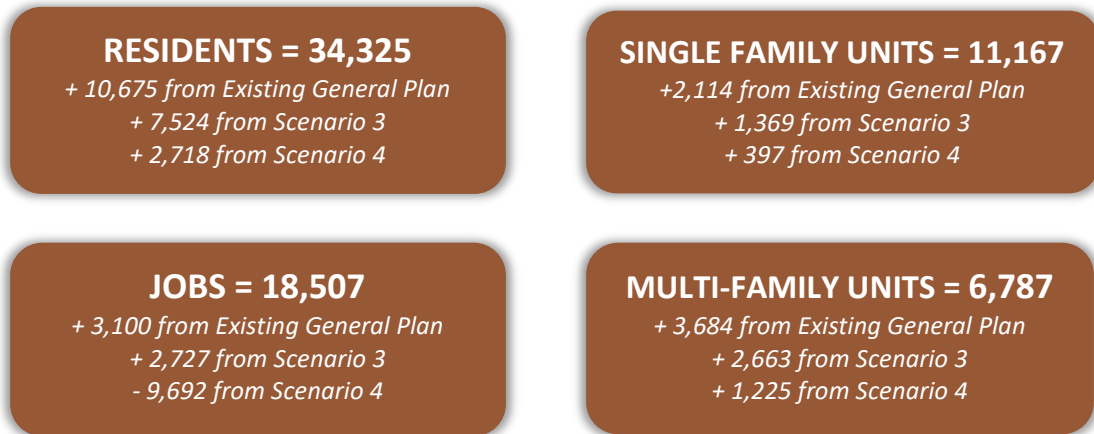 RESIDENTS = 34,325
+ 10,675 from Existing General Plan
+ 7,524 from Scenario 3
+ 2,718 from Scenario 4
SINGLE FAMILY UNITS = 11,167
+2,114 from Existing General Plan
+ 1,369 from Scenario 3
+ 397 from Scenario 4
JOBS = 18,507
+ 3,100 from Existing General Plan
+ 2,727 from Scenario 3
- 9,692 from Scenario 4
MULTI-FAMILY UNITS = 6,787
+ 3,684 from Existing General Plan
+ 2,663 from Scenario 3
+ 1,225 from Scenario 4